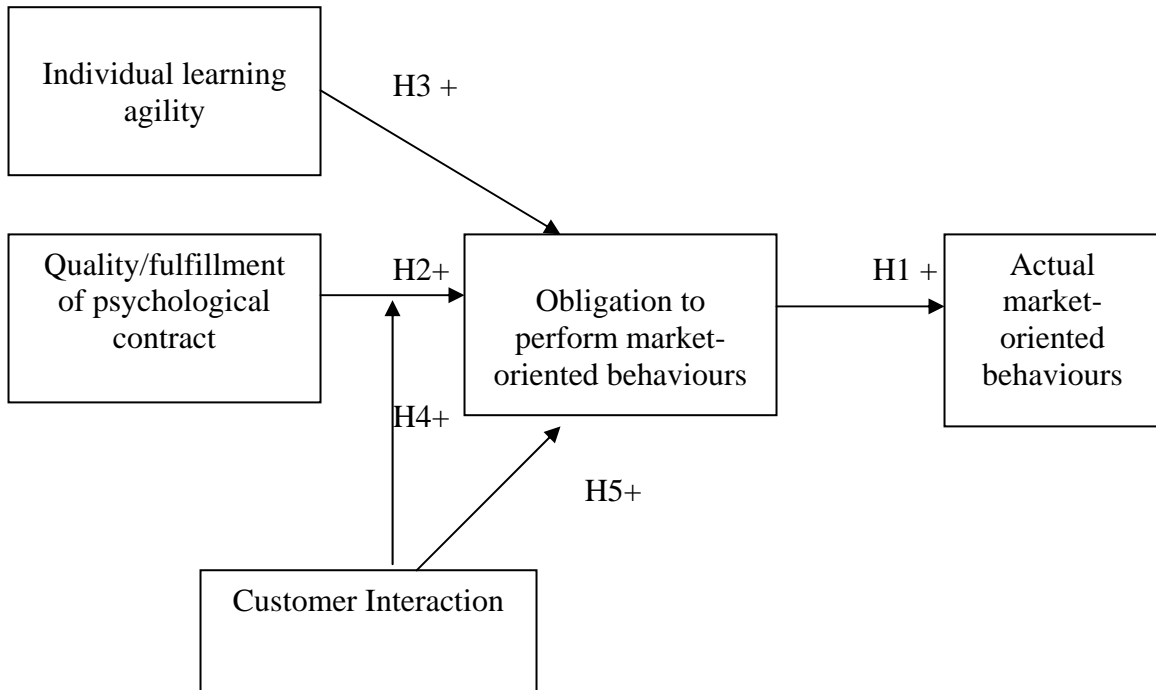 Individual learning
agility
H3 +
Quality/fulfillment
of psychological
contract
H2+
Obligation to
perform market-
oriented behaviours
H1 +
Actual
market-
oriented
behaviours
H4+
H5+
Customer Interaction